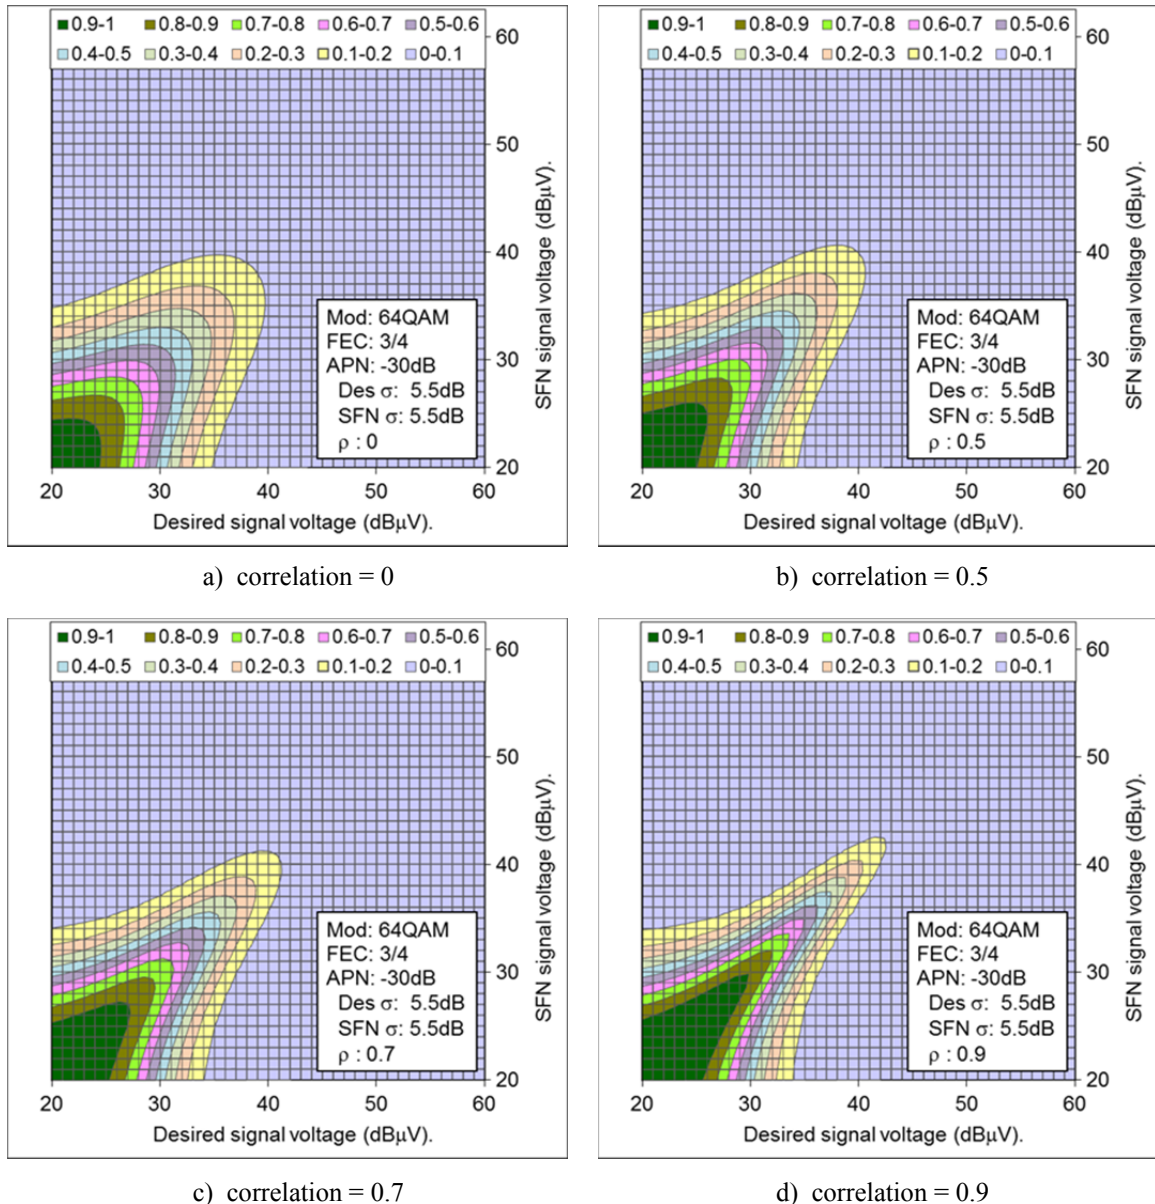 0.9-1 0.8-9 0.7-8 0.6-7 0.5-6
0.4-0.5 0.3-0.4 0.2-0.3 0.1-0.2 0-0.1
60
50
40
30
20
SFN signal voltage (dBµV).
Mod: 64QAM
FEC: 3/4
APN: -30dB
Des σ: 5.5dB
SFN σ: 5.5dB
ρ : 0
20 30 40 50 60
Desired signal voltage (dBµV).
a) correlation = 0
0.9-1 0.8-0.9 0.7-0.8 0.6-0.7 0.5-0.6
0.4-0.5 0.3-0.4 0.2-0.3 0.1-0.2 0-0.1
60
50
40
30
20
SFN signal voltage (dBµV).
Mod: 64QAM
FEC: 3/4
APN: -30dB
Des σ: 5.5dB
SFN σ: 5.5dB
ρ : 0.5
20 30 40 50 60
Desired signal voltage (dBµV).
b) correlation = 0.5
0.9-1 0.8-0.9 0.7-0.8 0.6-0.7 0.5-0.6
0.4-0.5 0.3-0.4 0.2-0.3 0.1-0.2 0-0.1
60
50
40
30
20
SFN signal voltage (dBµV).
Mod: 64QAM
FEC: 3/4
APN: -30dB
Des σ: 5.5dB
SFN σ: 5.5dB
ρ : 0.7
20 30 40 50 60
Desired signal voltage (dBµV).
c) correlation = 0.7
0.9-1 0.8-0.9 0.7-0.8 0.6-0.7 0.5-0.6
0.4-0.5 0.3-0.4 0.2-0.3 0.1-0.2 0-0.1
60
50
40
30
20
SFN signal voltage (dBµV).
Mod: 64QAM
FEC: 3/4
APN: -30dB
Des σ: 5.5dB
SFN σ: 5.5dB
ρ : 0.9
20 30 40 50 60
Desired signal voltage (dBµV).
d) correlation = 0.9